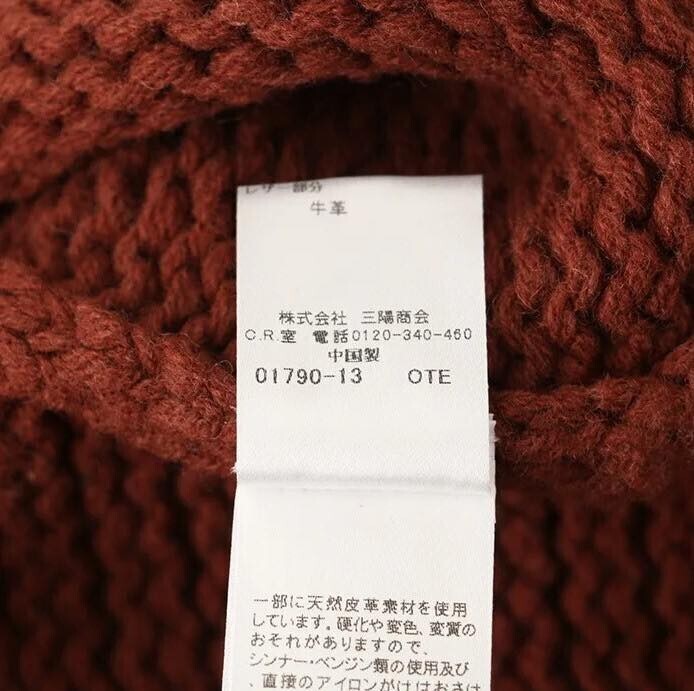 レザー部分
牛革
株式会社 三陽商会
C.R.室 電話0120-340-460
中国製
01790-13 OTE
一部に天然皮革素材を使用
しています。硬化や変色、変質の
おそれがありますので、
シンナー・ベンジン類の使用及び
、直接のアイロンがけはおさけ